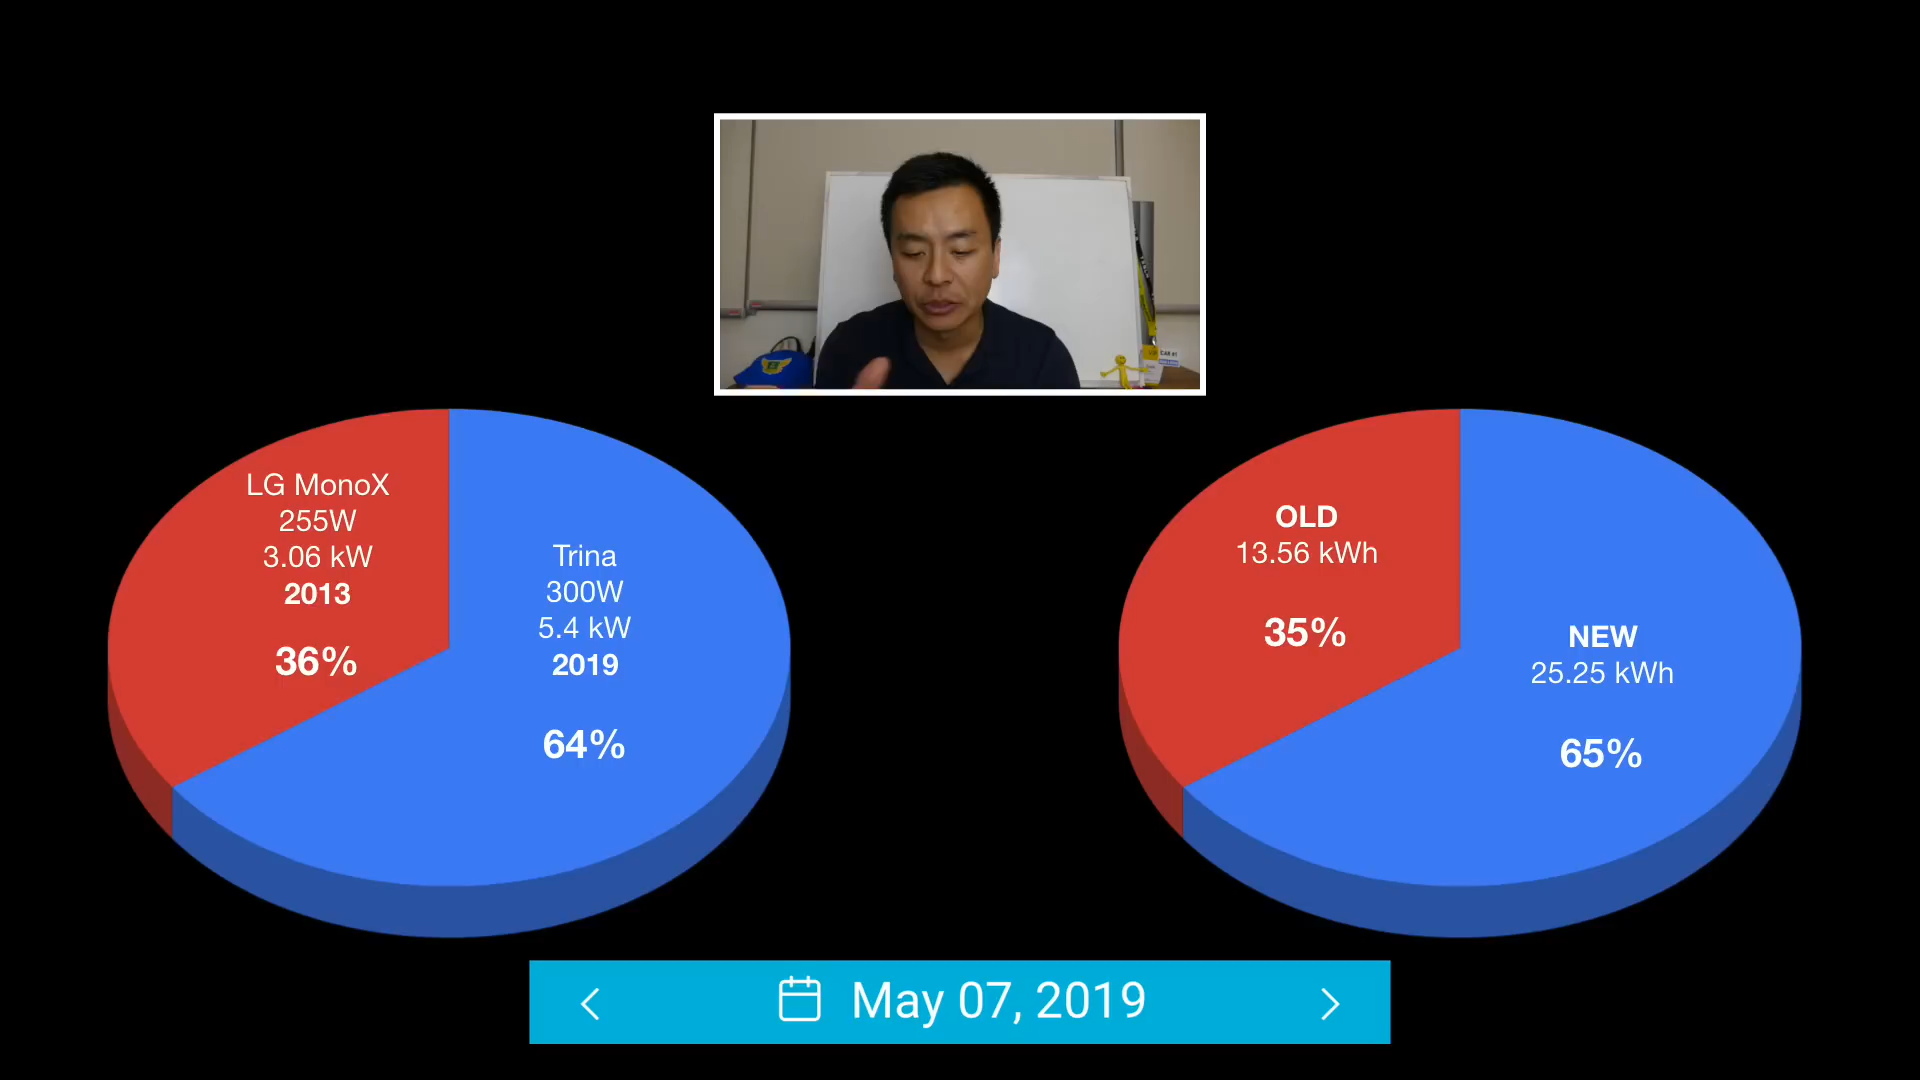 LG MonoX
255W
3.06 kW
2013
36%
Trina
300W
5.4 kW
2019
64%
OLD
13.56 kWh
35%
NEW
25.25 kWh
65%
May 07, 2019